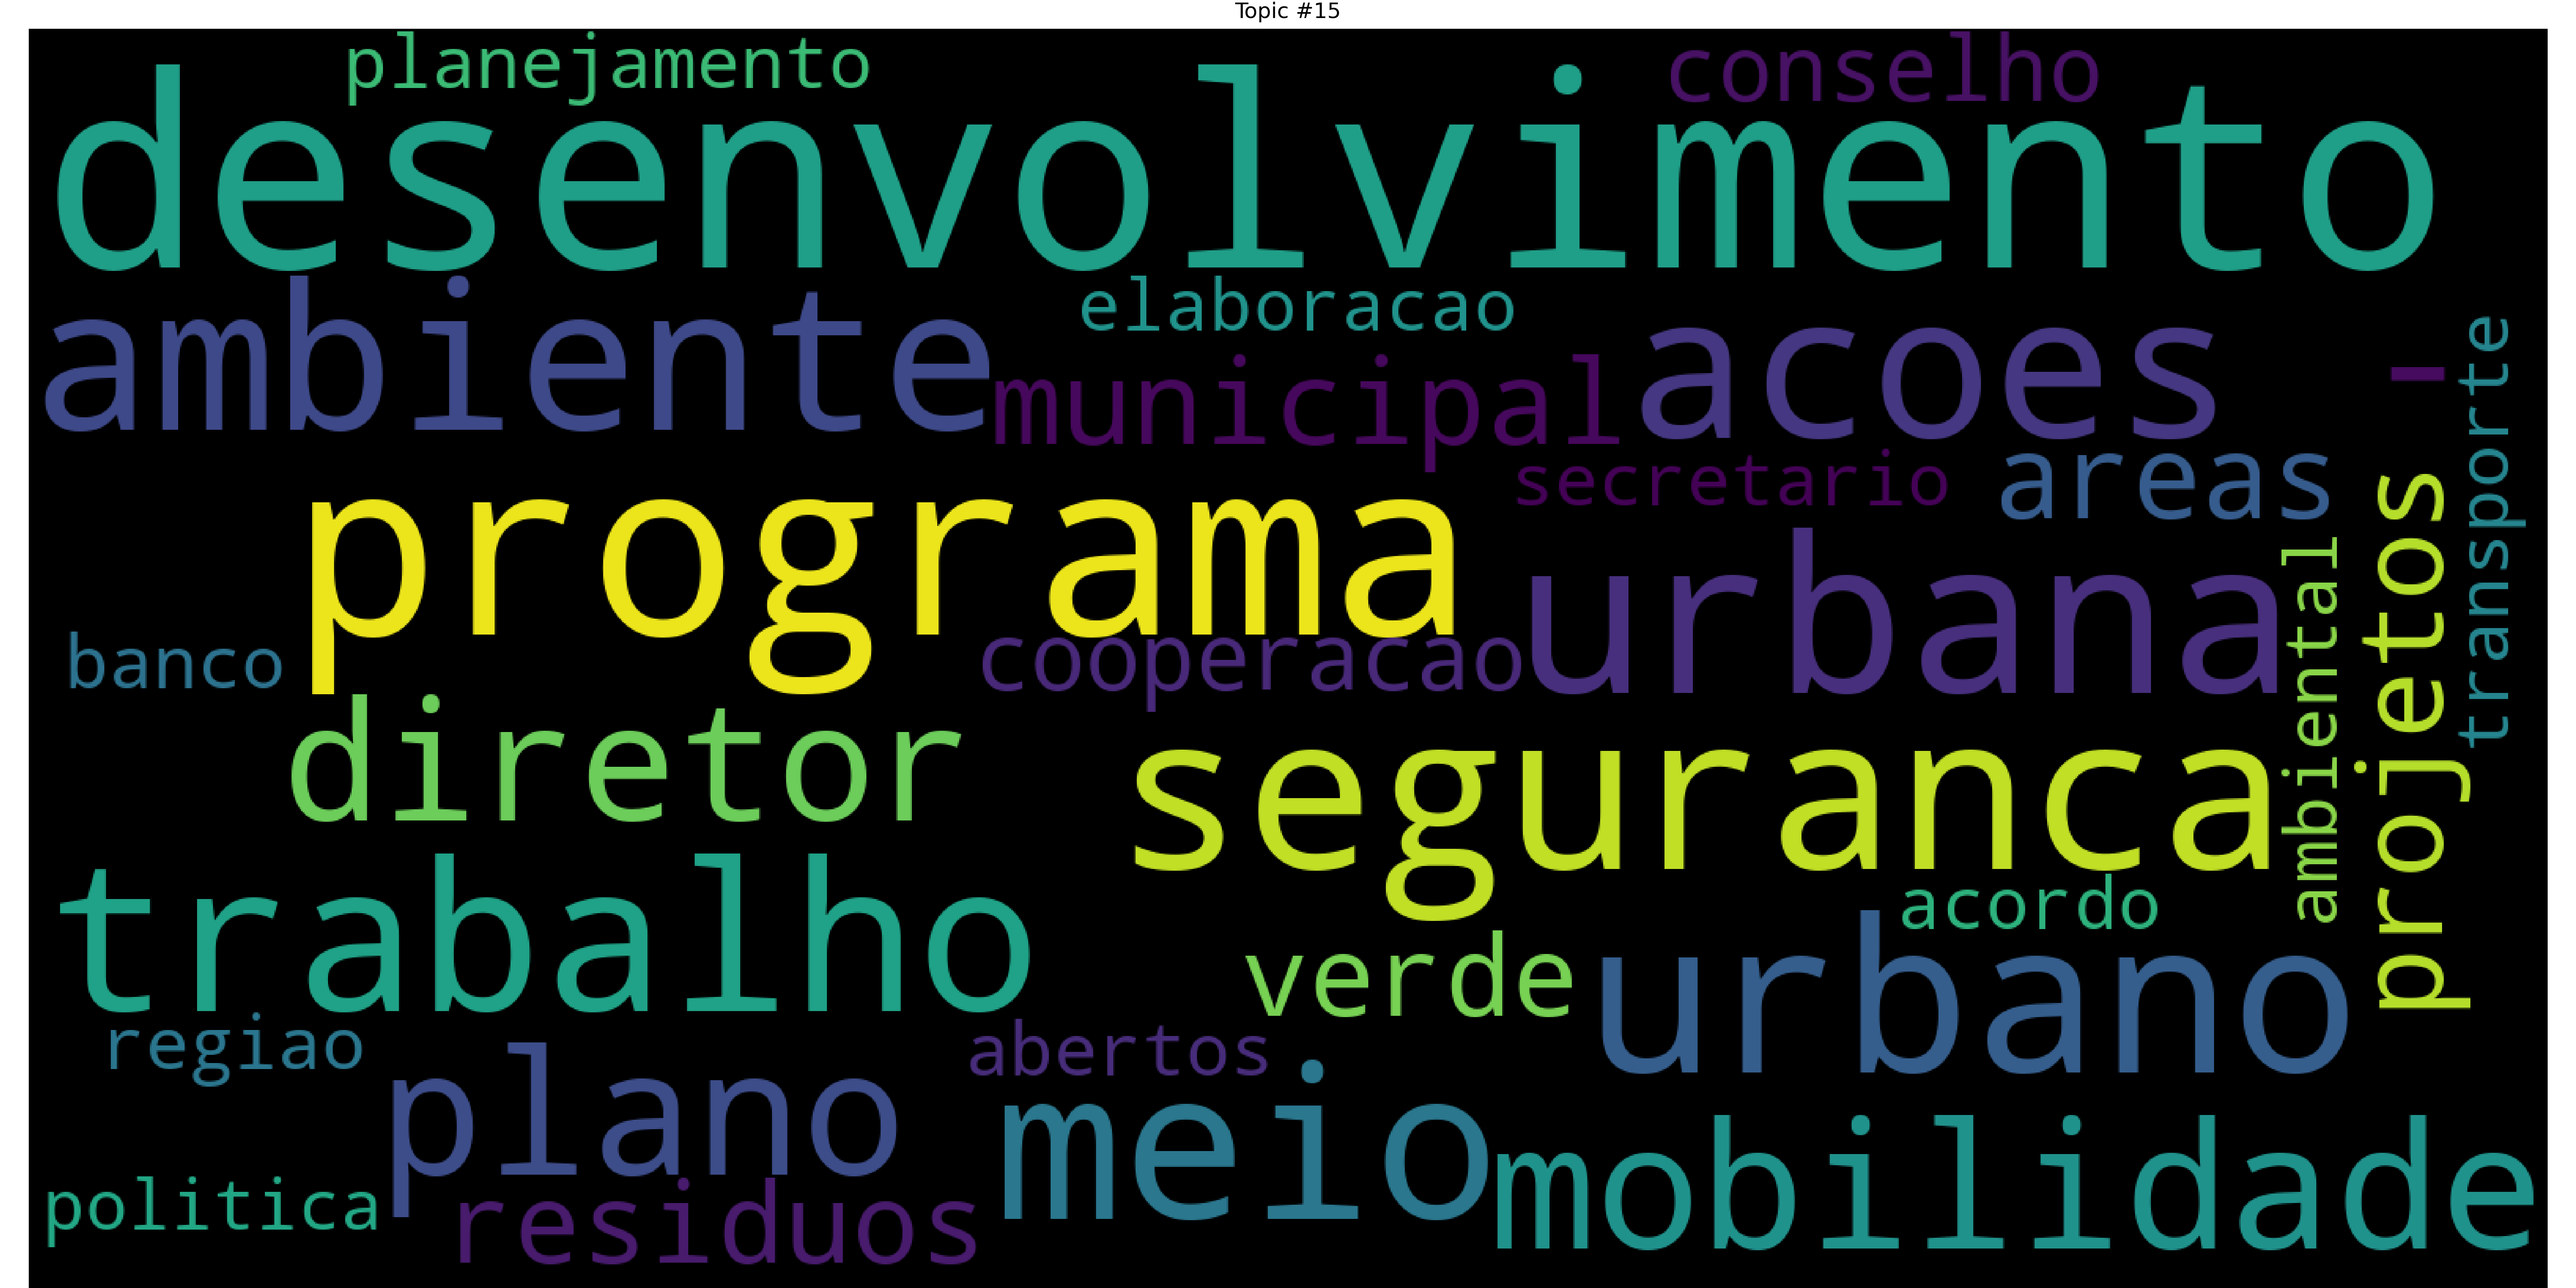 Topic #15
planejamento
conselho
desenvolvimento
elaboracao
ambiente
municipal
acoes
-
transporte
secretario
areas
programa
urbana
banco
cooperacao
ambiental
projetos
diretor
seguranca
trabalho
acordo
verde
urbano
regiao
abertos
plano
meio
mobilidade
politica
residuos